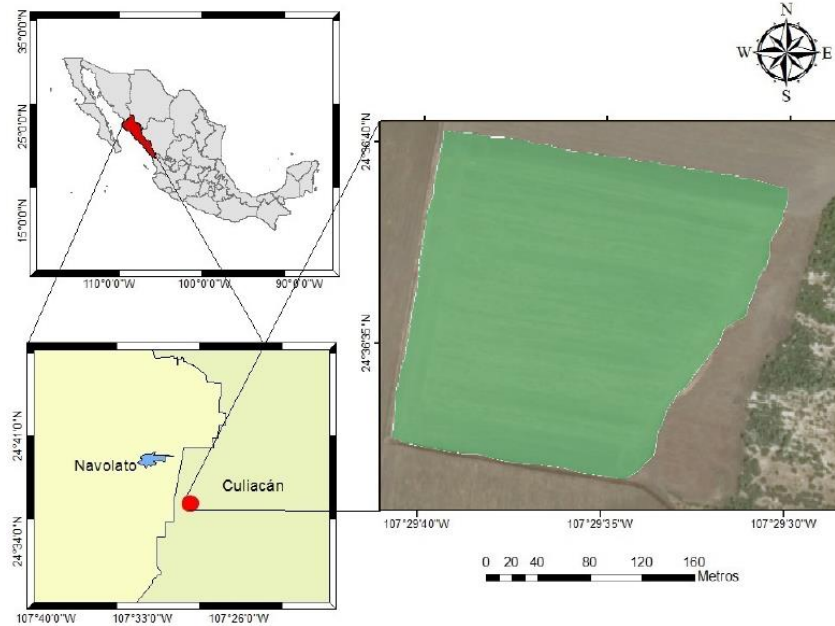 N
W E
S
35°0'0"N
25°0'0"N
15°0'0"N
110°0'0"W 100°0'0"W 90°0'0"W
24°36'40"N
24°36'35"N
107°29'40"W 107°29'35"W 107°29'30"W
0 20 40 80 120 160
Metros
24°41'0"N
24°34'0"N
Navolato
Culiacán
107°40'0"W 107°33'0"W 107°26'0"W